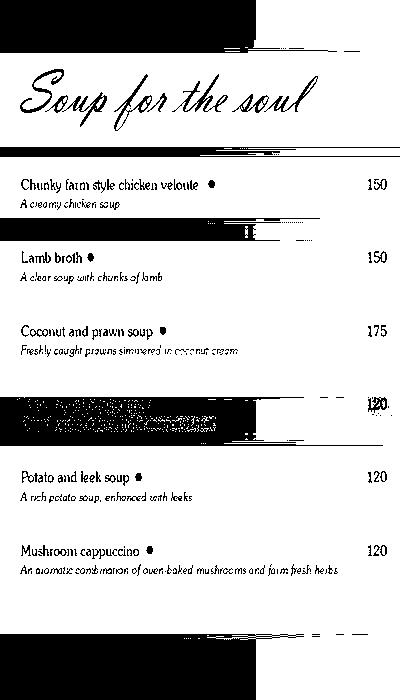 Soup for the soul
Chunky farm style chicken veloute ● 150
A creamy chicken soup
Lamb broth ● 150
A clear soup with chunks of lamb
Coconut and prawn soup ● 175
Freshly caught prawns simmered in coconut cream
120
Potato and leek soup ● 120
A rich potato soup, enhanced with leeks
Mushroom cappuccino ● 120
An aromatic combination of oven-baked mushrooms and farm fresh herbs